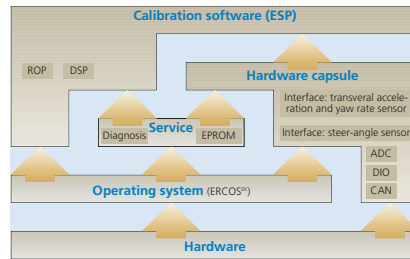 Calibration software (ESP)
ROP DSP
Hardware capsule
Interface: transveral accele-
ration and yaw rate sensor
Interface: steer-angle sensor
Service
Diagnosis EPROM
ADC
DIO
CAN
Operating system (ERCOSᴱᴷ)
Hardware